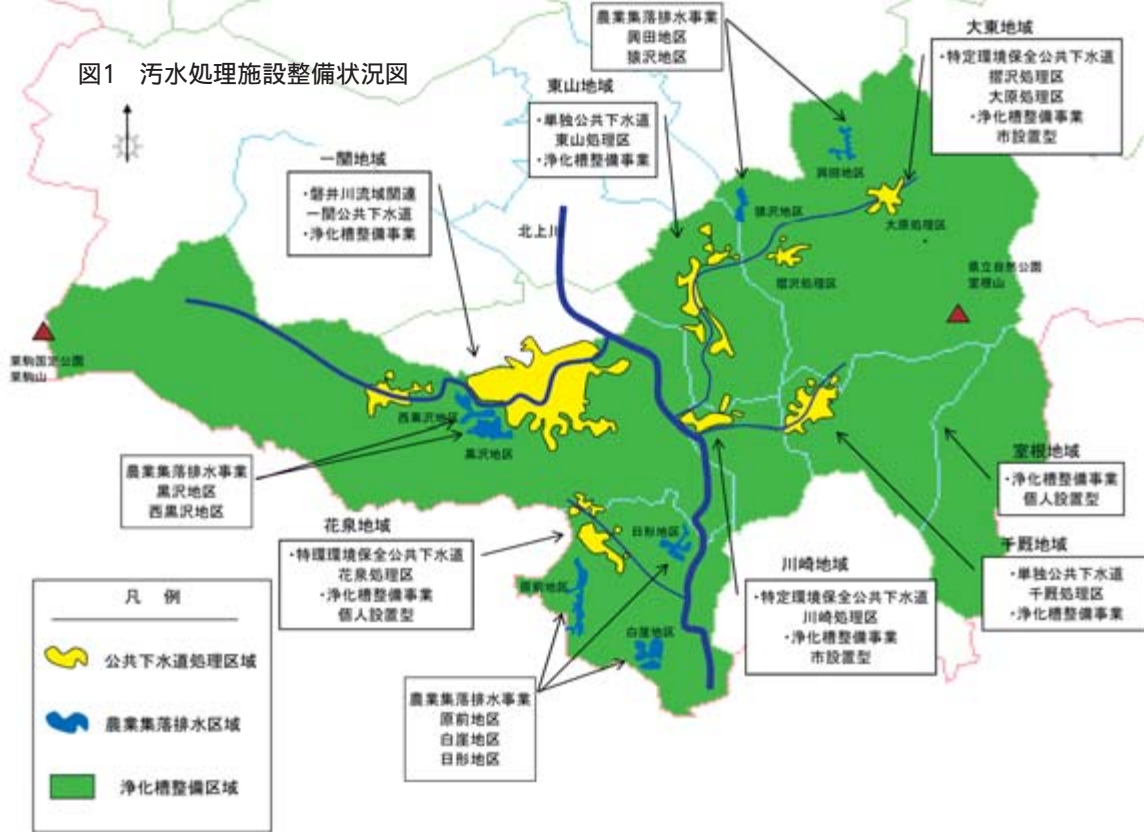 図1　汚水処理施設整備状況図
農業集落排水事業
興田地区
猿沢地区
大東地域
・特定環境保全公共下水道
摺沢処理区
大原処理区
・浄化槽整備事業
市設置型
東山地域
・単独公共下水道
東山処理区
・浄化槽整備事業
一関地域
・磐井川流域関連
一関公共下水道
・浄化槽整備事業
北上川
興田地区
猿沢地区
大原処理区
摺沢処理区
県立自然公園
室根山
栗駒国定公園
栗駒山
西黒沢地区
黒沢地区
農業集落排水事業
黒沢地区
西黒沢地区
室根地域
・浄化槽整備事業
個人設置型
花泉地域
・特環環境保全公共下水道
花泉処理区
・浄化槽整備事業
個人設置型
日形地区
原前地区
白崖地区
川崎地域
・特定環境保全公共下水道
川崎処理区
・浄化槽整備事業
市設置型
千厩地域
・単独公共下水道
千厩処理区
・浄化槽整備事業
農業集落排水事業
原前地区
白崖地区
日形地区
凡　例
公共下水道処理区域
農業集落排水区域
浄化槽整備区域